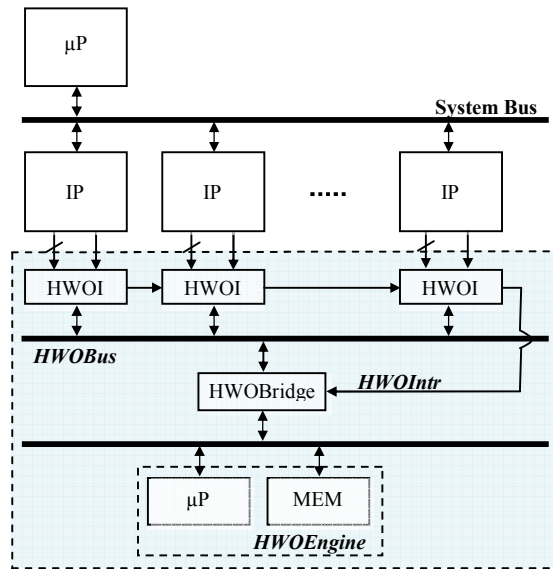 µP
System Bus
IP IP ..... IP
HWOI HWOI HWOI
HWOBus
HWOIntr
HWOBridge
µP MEM
HWOEngine